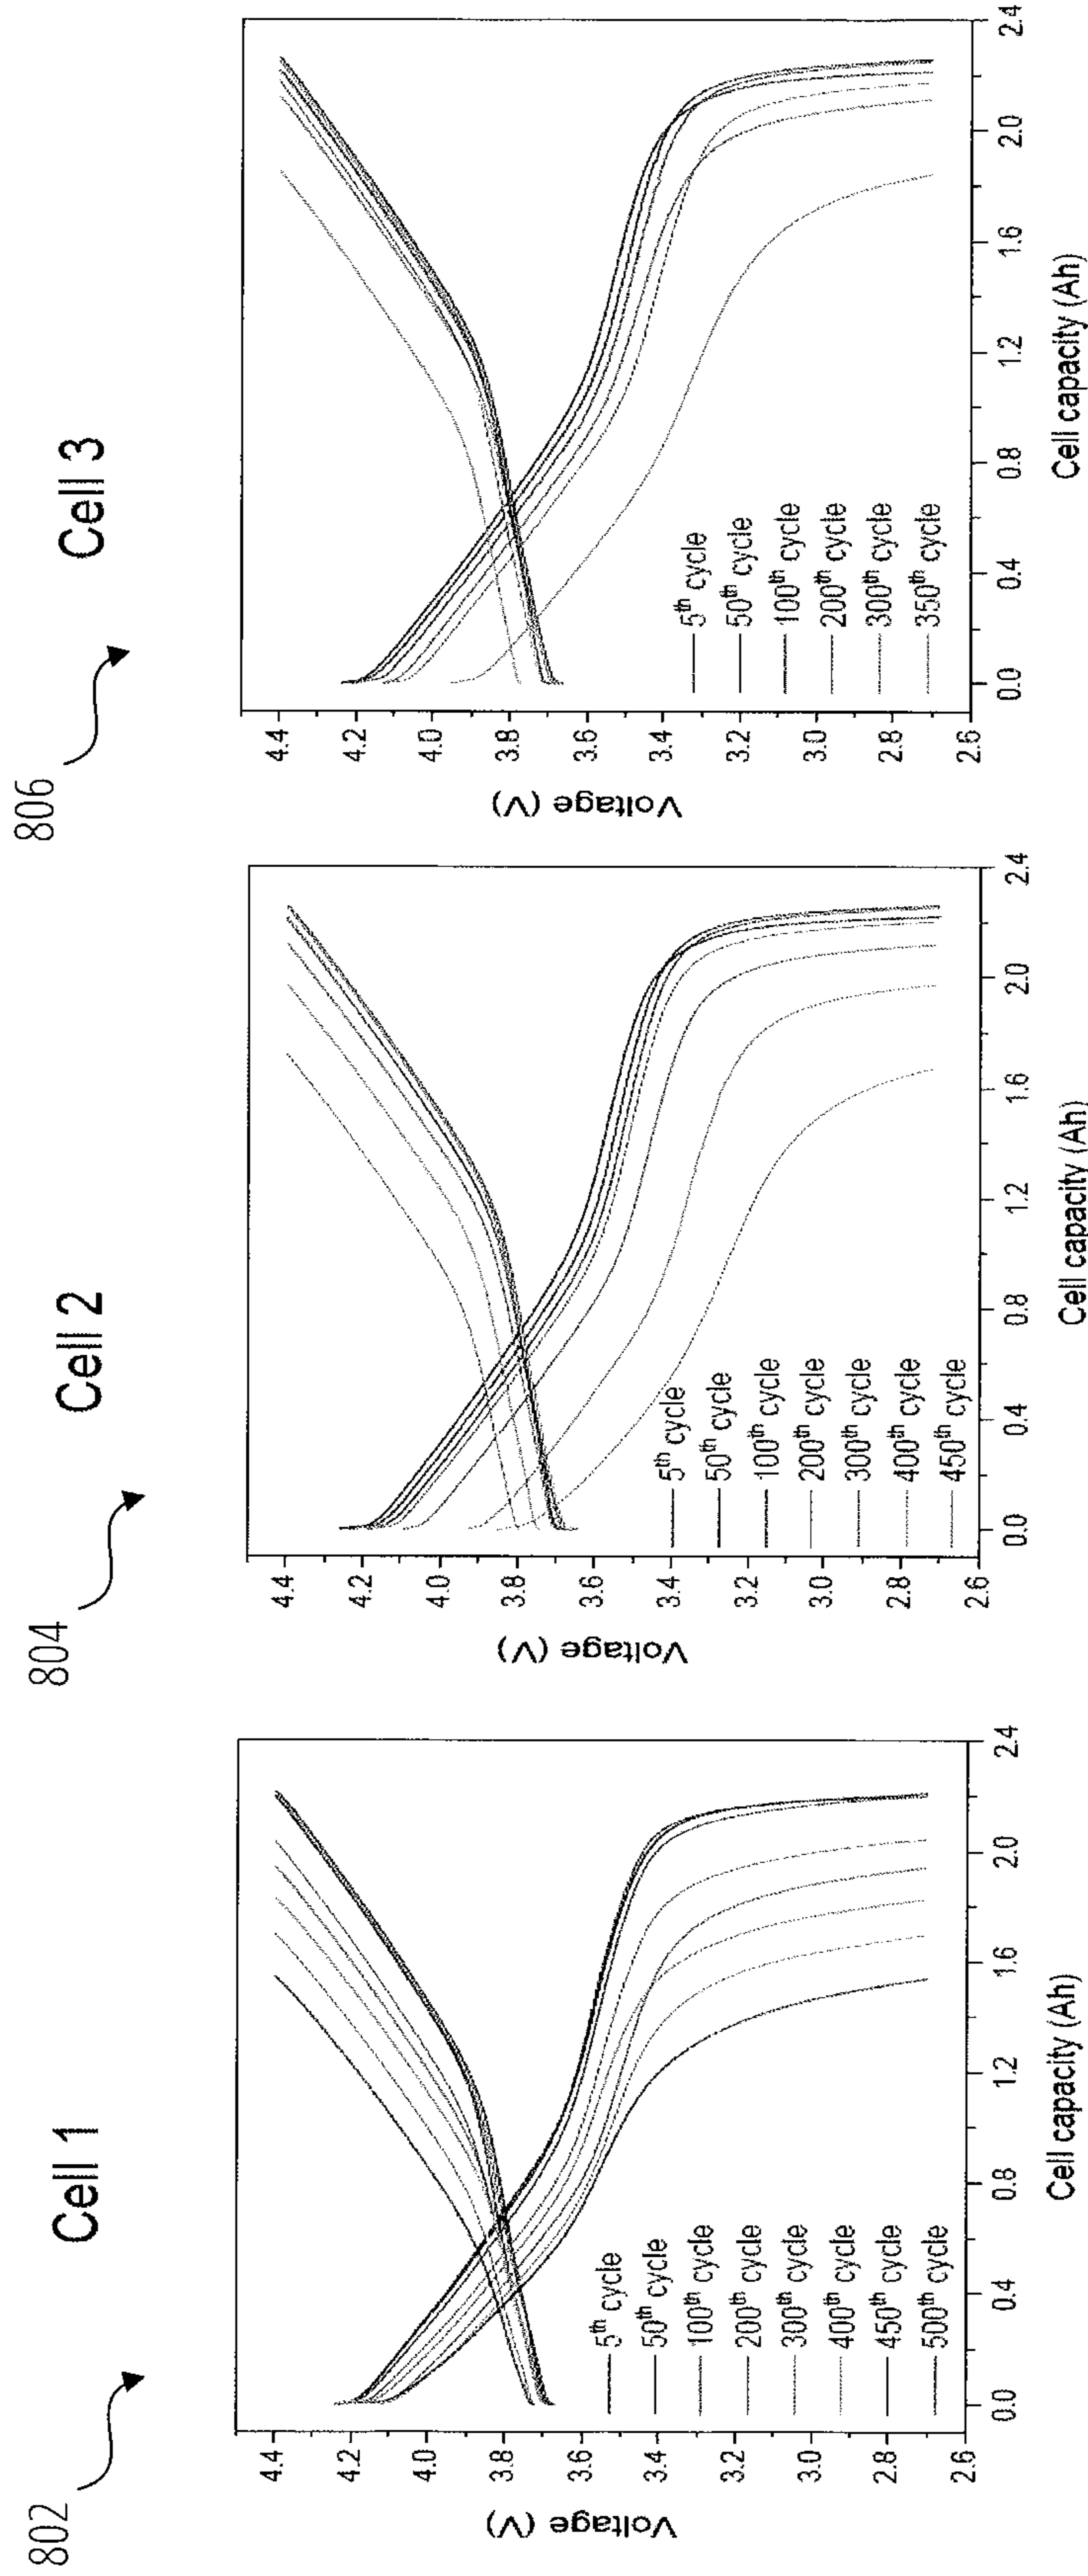 802
Cell 1
Voltage (V)
4.4
4.2
4.0
3.8
3.6
3.4
3.2
3.0
2.8
2.6
5th cycle
50th cycle
100th cycle
200th cycle
300th cycle
400th cycle
450th cycle
500th cycle
0.0
0.4
0.8
1.2
1.6
2.0
2.4
Cell capacity (Ah)
804
Cell 2
Voltage (V)
4.4
4.2
4.0
3.8
3.6
3.4
3.2
3.0
2.8
2.6
5th cycle
50th cycle
100th cycle
200th cycle
300th cycle
400th cycle
450th cycle
0.0
0.4
0.8
1.2
1.6
2.0
2.4
Cell capacity (Ah)
806
Cell 3
Voltage (V)
4.4
4.2
4.0
3.8
3.6
3.4
3.2
3.0
2.8
2.6
5th cycle
50th cycle
100th cycle
200th cycle
300th cycle
350th cycle
0.0
0.4
0.8
1.2
1.6
2.0
2.4
Cell capacity (Ah)